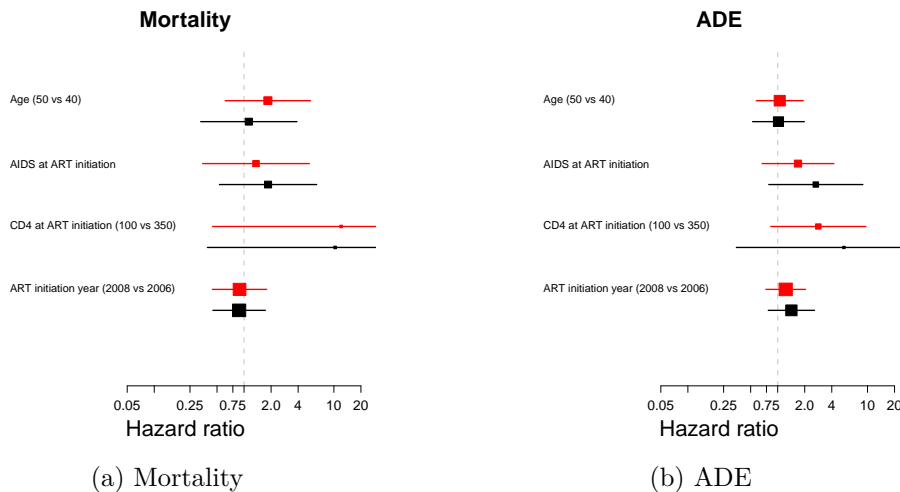 Mortality
Age (50 vs 40)
AIDS at ART initiation
CD4 at ART initiation (100 vs 350)
ART initiation year (2008 vs 2006)
0.05 0.25 0.75 2.0 4 10 20
Hazard ratio
(a) Mortality
ADE
Age (50 vs 40)
AIDS at ART initiation
CD4 at ART initiation (100 vs 350)
ART initiation year (2008 vs 2006)
0.05 0.25 0.75 2.0 4 10 20
Hazard ratio
(b) ADE